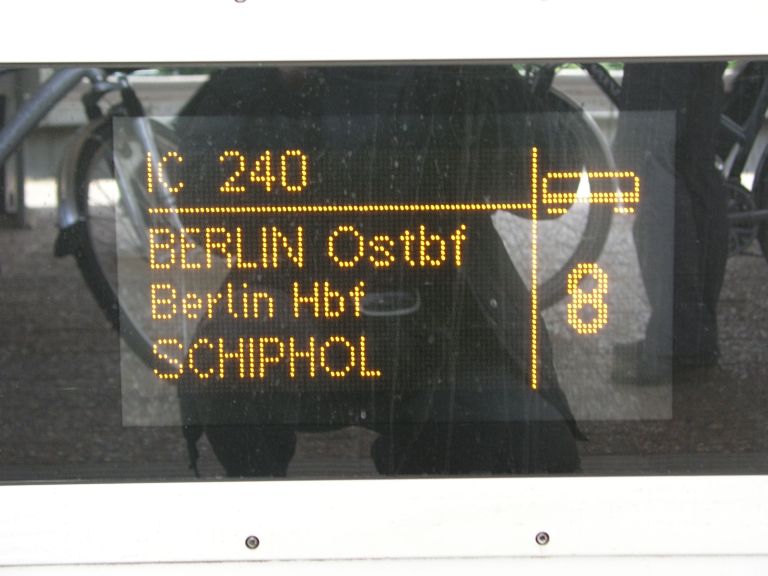 IC 240
BERLIN Ostbf
Berlin Hbf
SCHIPHOL
8